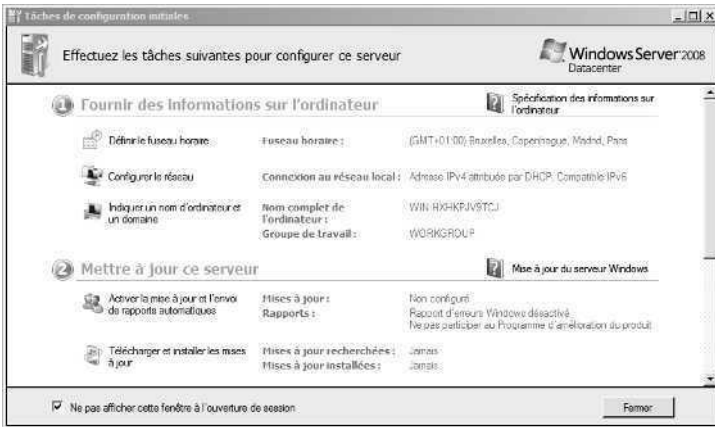 Tâches de configuration initiales
Effectuez les tâches suivantes pour configurer ce serveur
Windows Server 2008
Datacenter
1 Fournir des informations sur l'ordinateur
Spécification des informations sur l'ordinateur
Définir le fuseau horaire
Fuseau horaire :
(GMT+01:00) Bruxelles, Copenhague, Madrid, Paris
Configurer le réseau
Connexion au réseau local :
Adresse IPv4 attribuée par DHCP, Compatible IPv6
Indiquer un nom d'ordinateur et un domaine
Nom complet de l'ordinateur :
WIN-HXHKPJV9TCJ
Groupe de travail :
WORKGROUP
2 Mettre à jour ce serveur
Mise à jour du serveur Windows
Activer la mise à jour et l'envoi de rapports automatiques
Mises à jour :
Non configuré
Rapports :
Rapport d'erreurs Windows désactivé
Ne pas participer au Programme d'amélioration du produit
Télécharger et installer les mises à jour
Mises à jour recherchées :
Jamais
Mises à jour installées :
Jamais
Ne pas afficher cette fenêtre à l'ouverture de session
Fermer